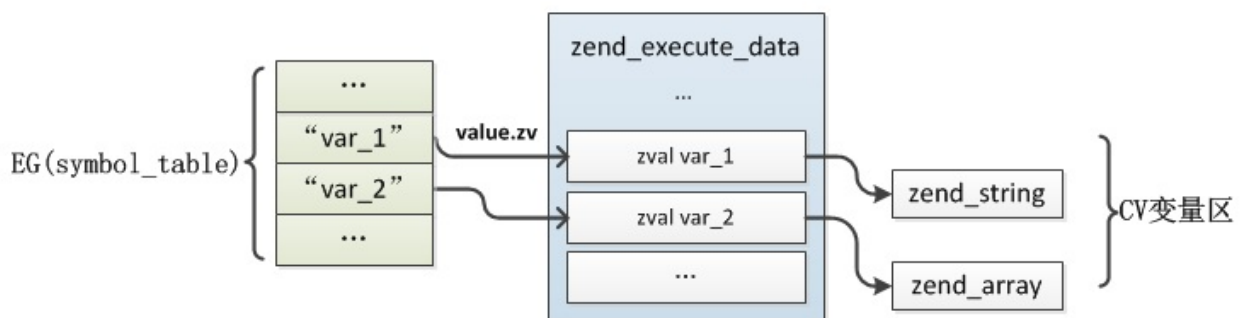 zend_execute_data
...
...
“var_1”
value.zv
zval var_1
EG(symbol_table)
“var_2”
zend_string
zval var_2
CV变量区
...
...
zend_array